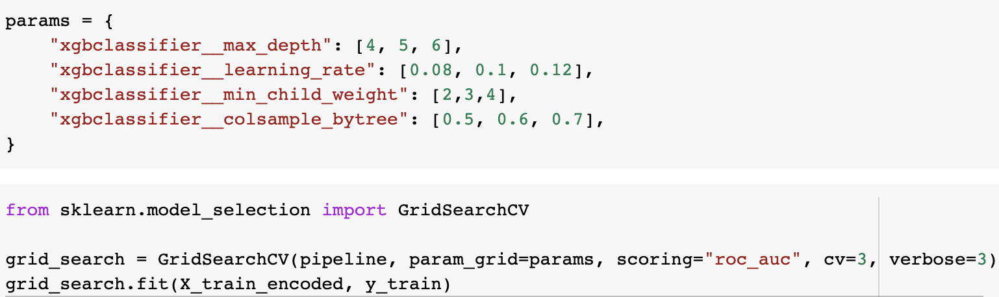 params = {
    "xgbclassifier__max_depth": [4, 5, 6],
    "xgbclassifier__learning_rate": [0.08, 0.1, 0.12],
    "xgbclassifier__min_child_weight": [2,3,4],
    "xgbclassifier__colsample_bytree": [0.5, 0.6, 0.7],
}
from sklearn.model_selection import GridSearchCV
grid_search = GridSearchCV(pipeline, param_grid=params, scoring="roc_auc", cv=3, verbose=3)
grid_search.fit(X_train_encoded, y_train)